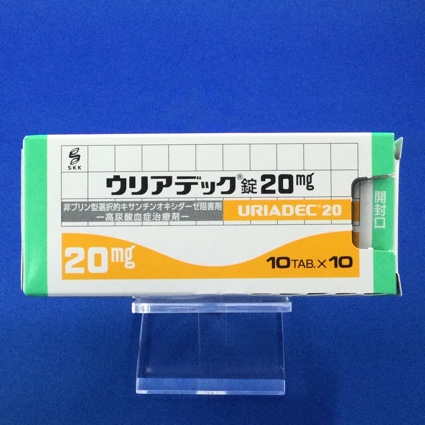 SKK
ウリアデック®錠20mg
非プリン型選択的キサンチンオキシダーゼ阻害剤
―高尿酸血症治療剤―
URIADEC®20
20mg
10TAB.×10
開封口